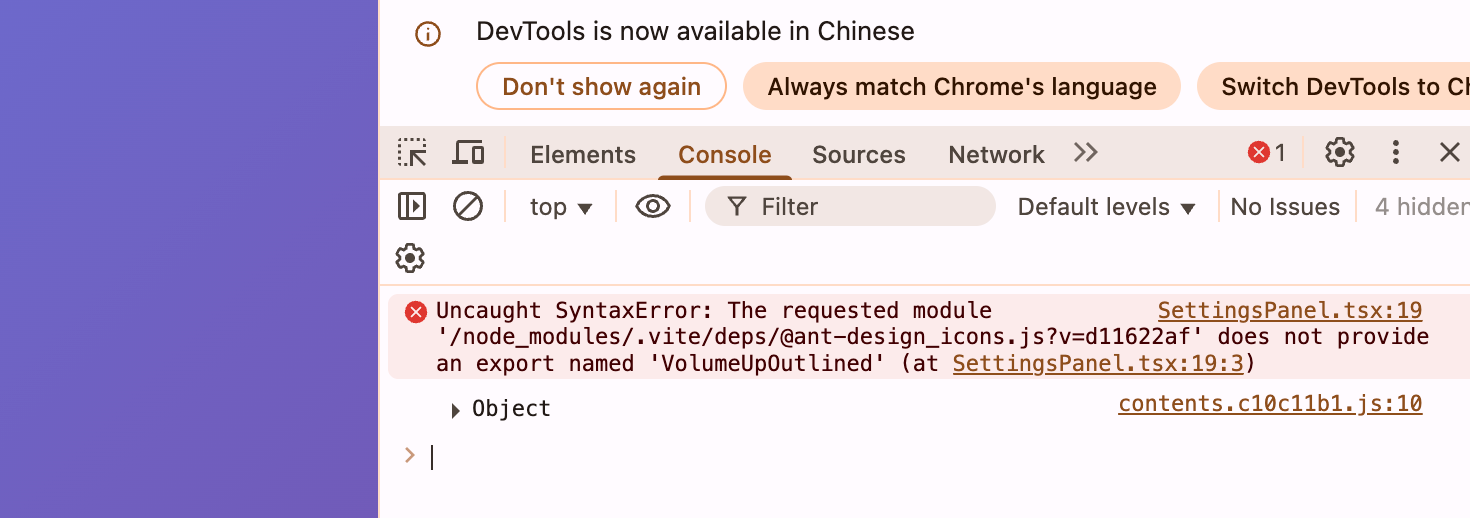 DevTools is now available in Chinese
Don't show again
Always match Chrome's language
Switch DevTools to Ch
Elements
Console
Sources
Network
1
top
Filter
Default levels
No Issues
4 hidden
Uncaught SyntaxError: The requested module
SettingsPanel.tsx:19
'/node_modules/.vite/deps/@ant-design_icons.js?v=d11622af' does not provide
an export named 'VolumeUpOutlined' (at SettingsPanel.tsx:19:3)
Object
contents.c10c11b1.js:10